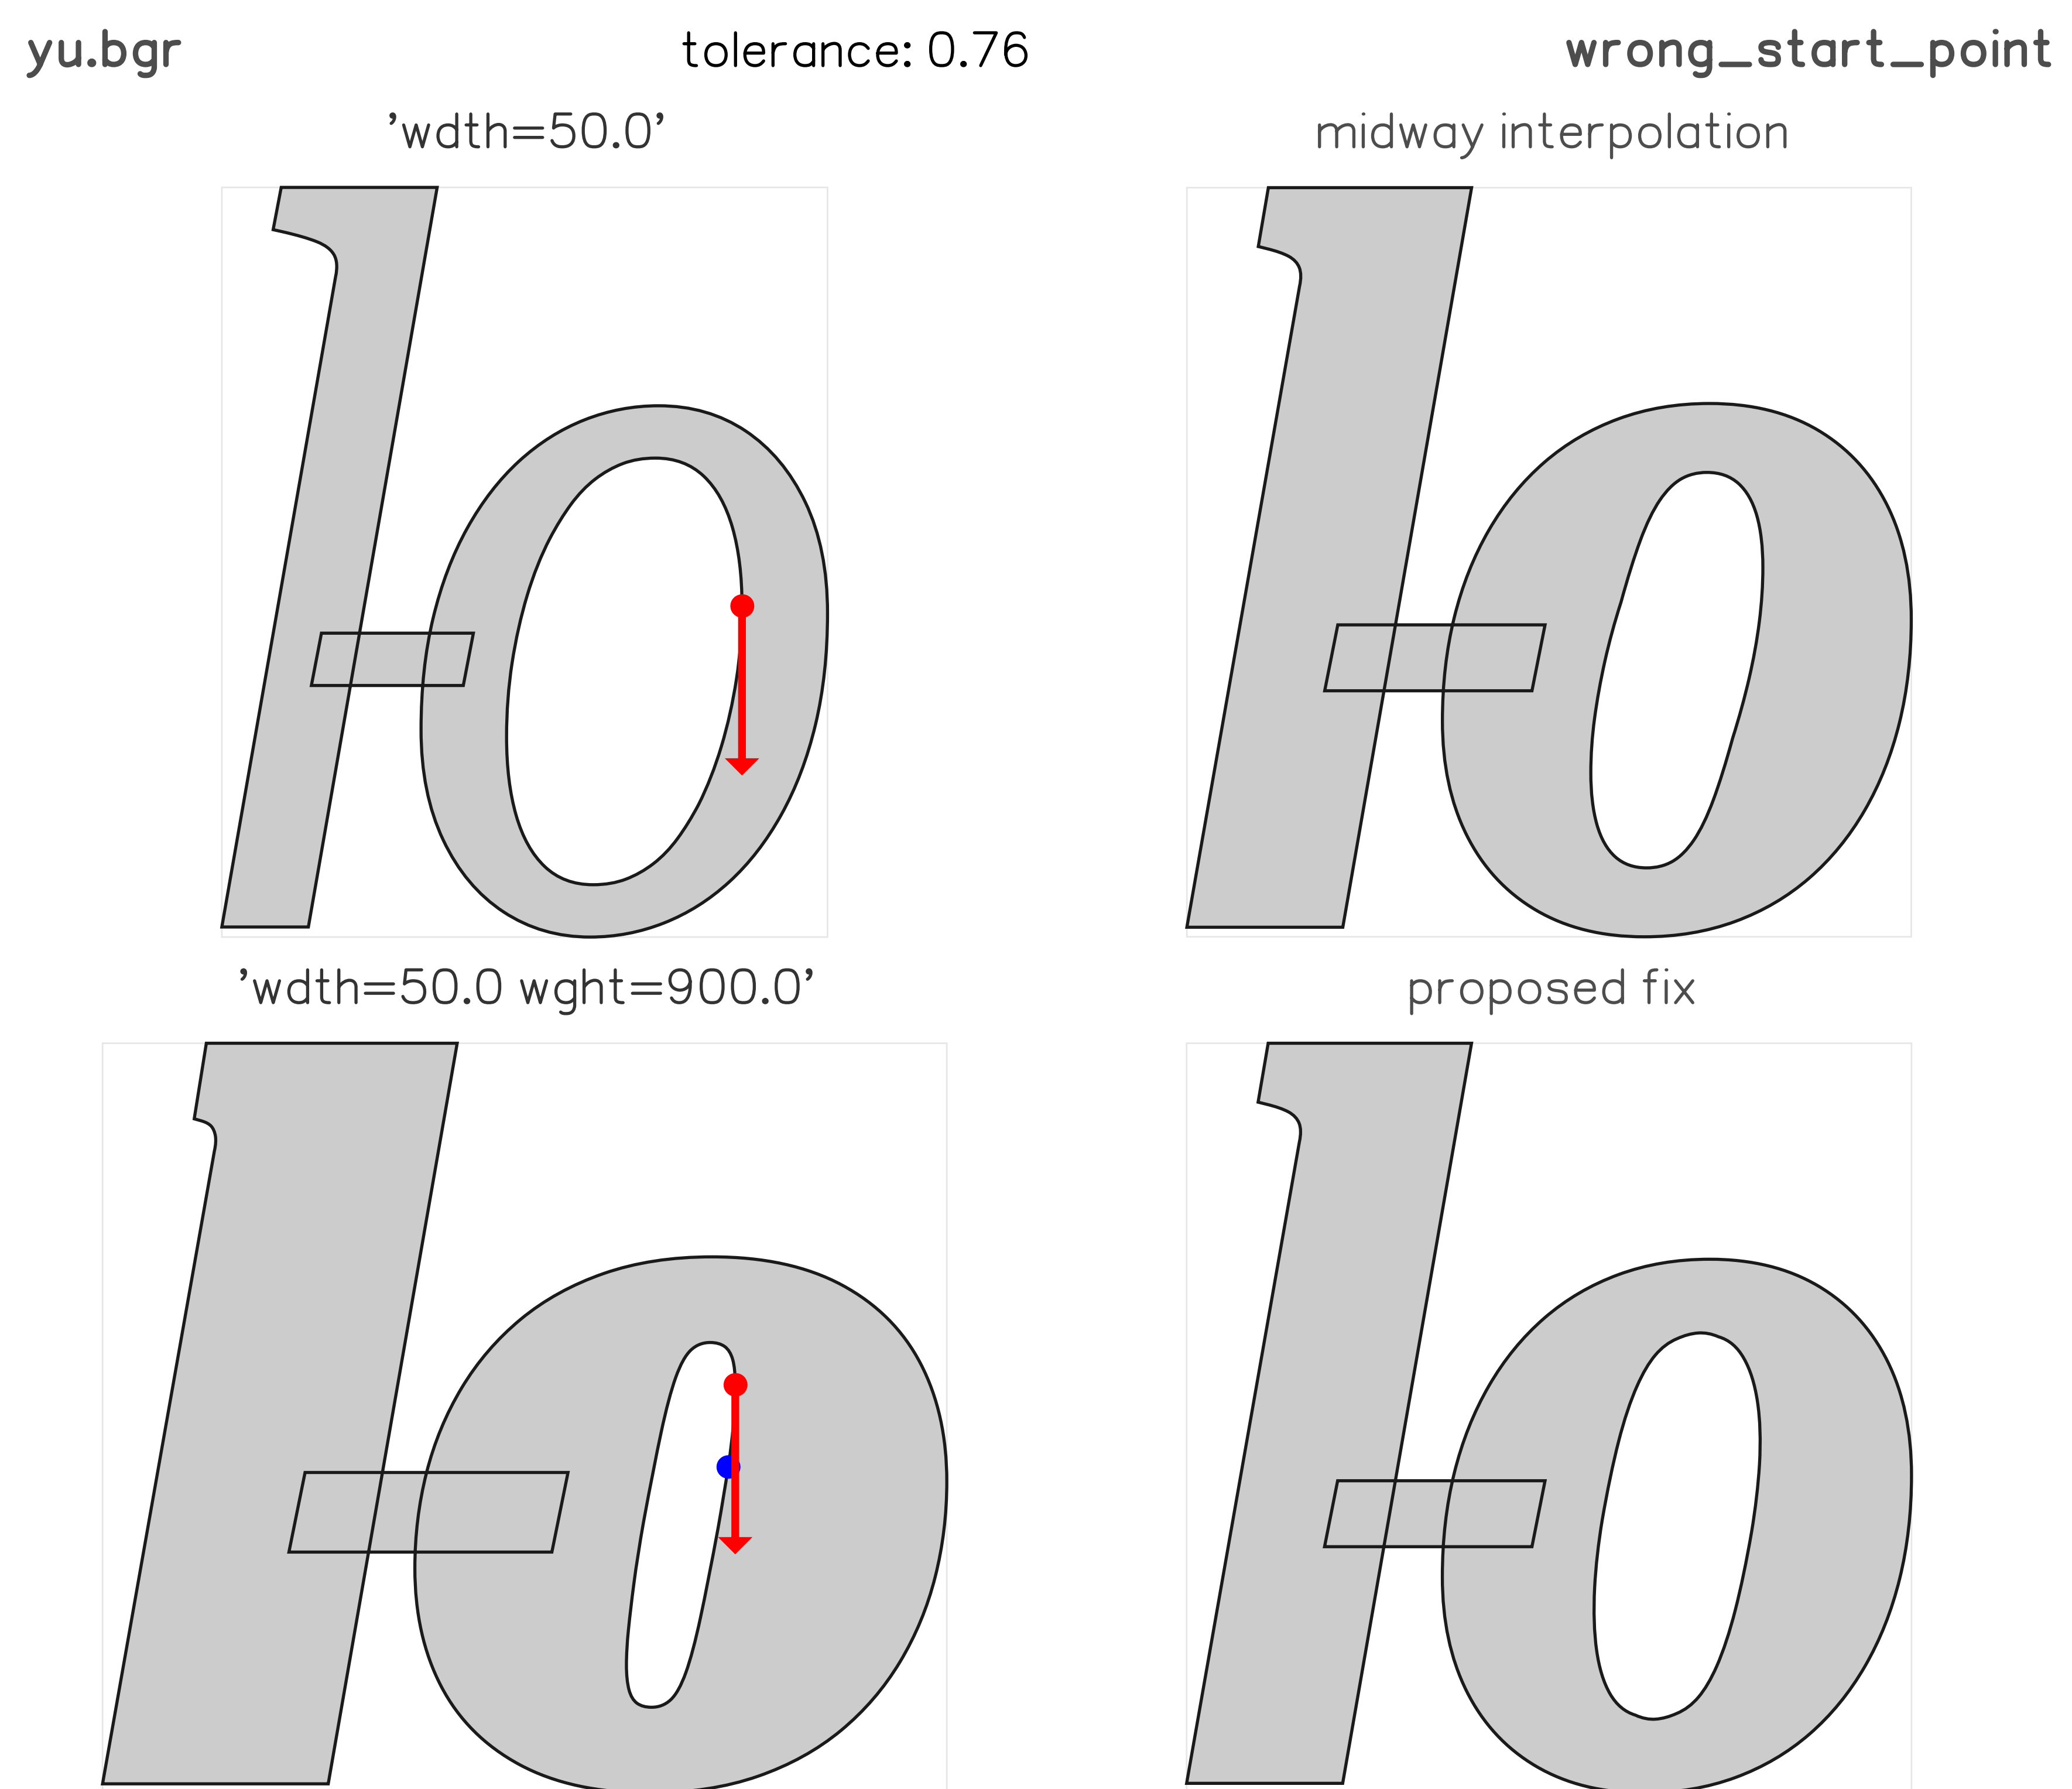 yu.bgr tolerance: 0.76 wrong_start_point
'wdth=50.0' midway interpolation
'wdth=50.0 wght=900.0' proposed fix